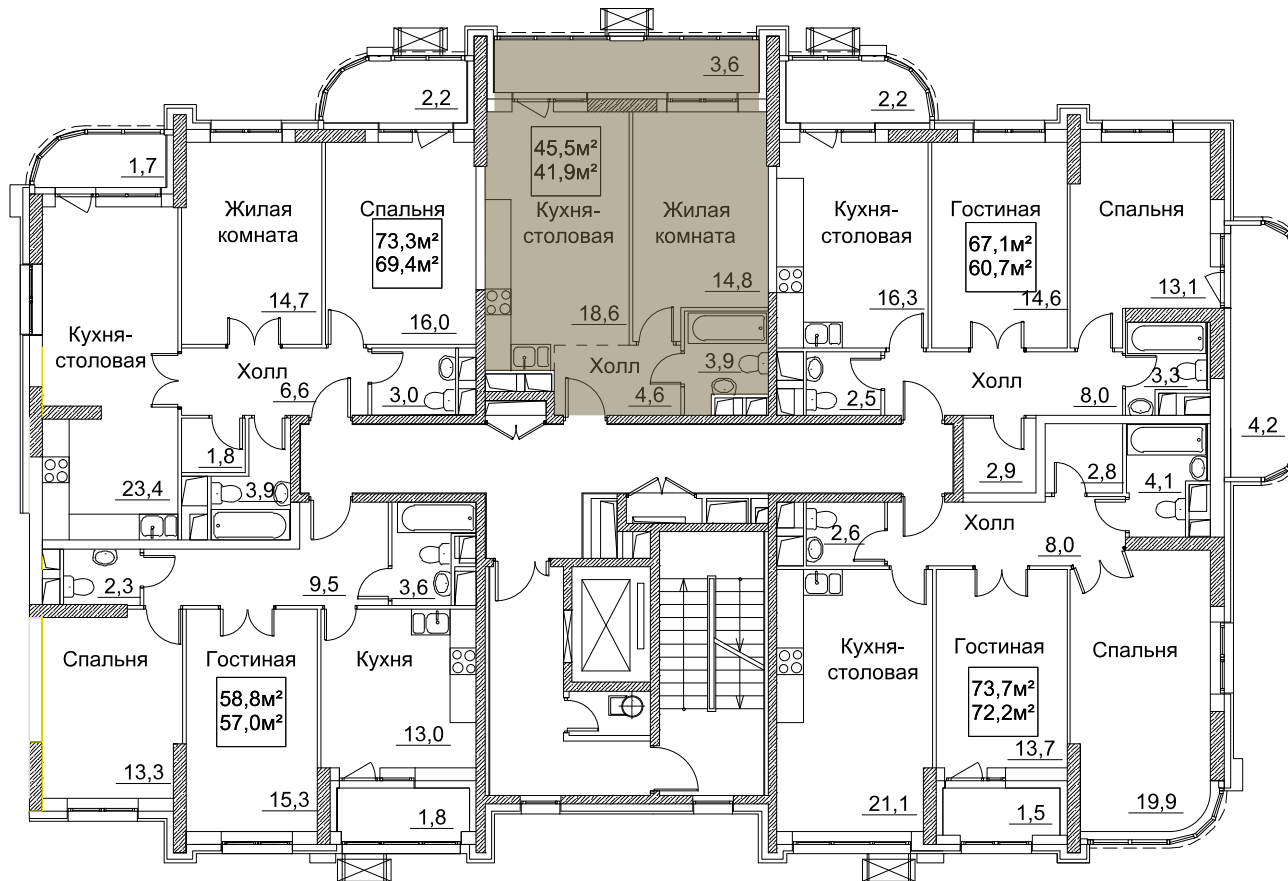 3,6
2,2
2,2
1,7
45,5м²
41,9м²
Жилая
комната
14,7
Спальня
73,3м²
69,4м²
16,0
Кухня-
столовая
18,6
Жилая
комната
14,8
Кухня-
столовая
16,3
Гостиная
67,1м²
60,7м²
14,6
Спальня
13,1
Кухня-
столовая
23,4
Холл
6,6
3,0
Холл
4,6
3,9
2,5
Холл
8,0
3,3
4,2
1,8
3,9
2,9
2,8
4,1
2,3
9,5
3,6
2,6
Холл
8,0
Спальня
13,3
Гостиная
58,8м²
57,0м²
15,3
Кухня
13,0
1,8
Кухня-
столовая
21,1
Гостиная
73,7м²
72,2м²
13,7
1,5
Спальня
19,9